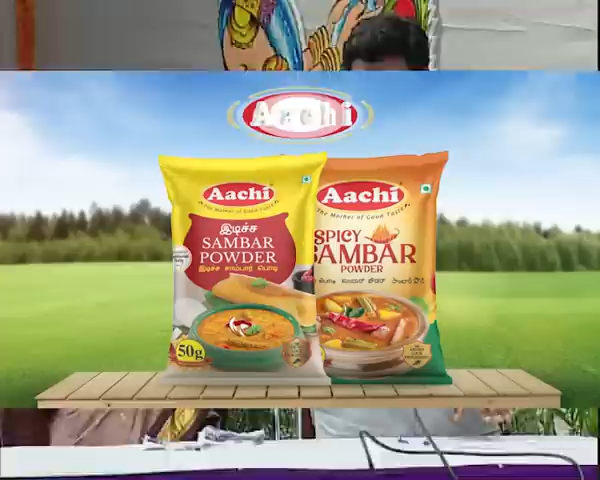 Aachi
Aachi
The Mother of Good Taste
இடிச்ச
SAMBAR
POWDER
இடிச்ச சாம்பார் பொடி
50g
Aachi
The Mother of Good Taste
SPICY
SAMBAR
POWDER